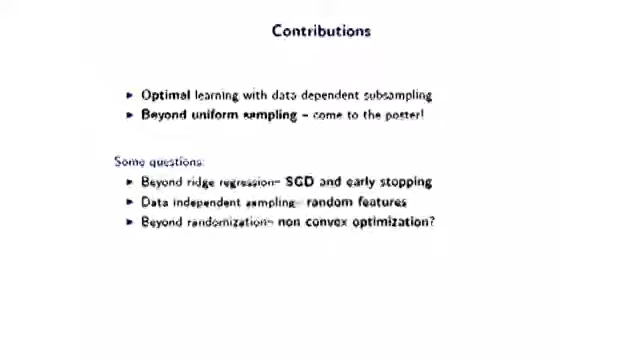 Contributions
► Optimal learning with data dependent subsampling
► Beyond uniform sampling – come to the poster!
Some questions:
► Beyond ridge regression– SGD and early stopping
► Data independent sampling– random features
► Beyond randomization– non convex optimization?